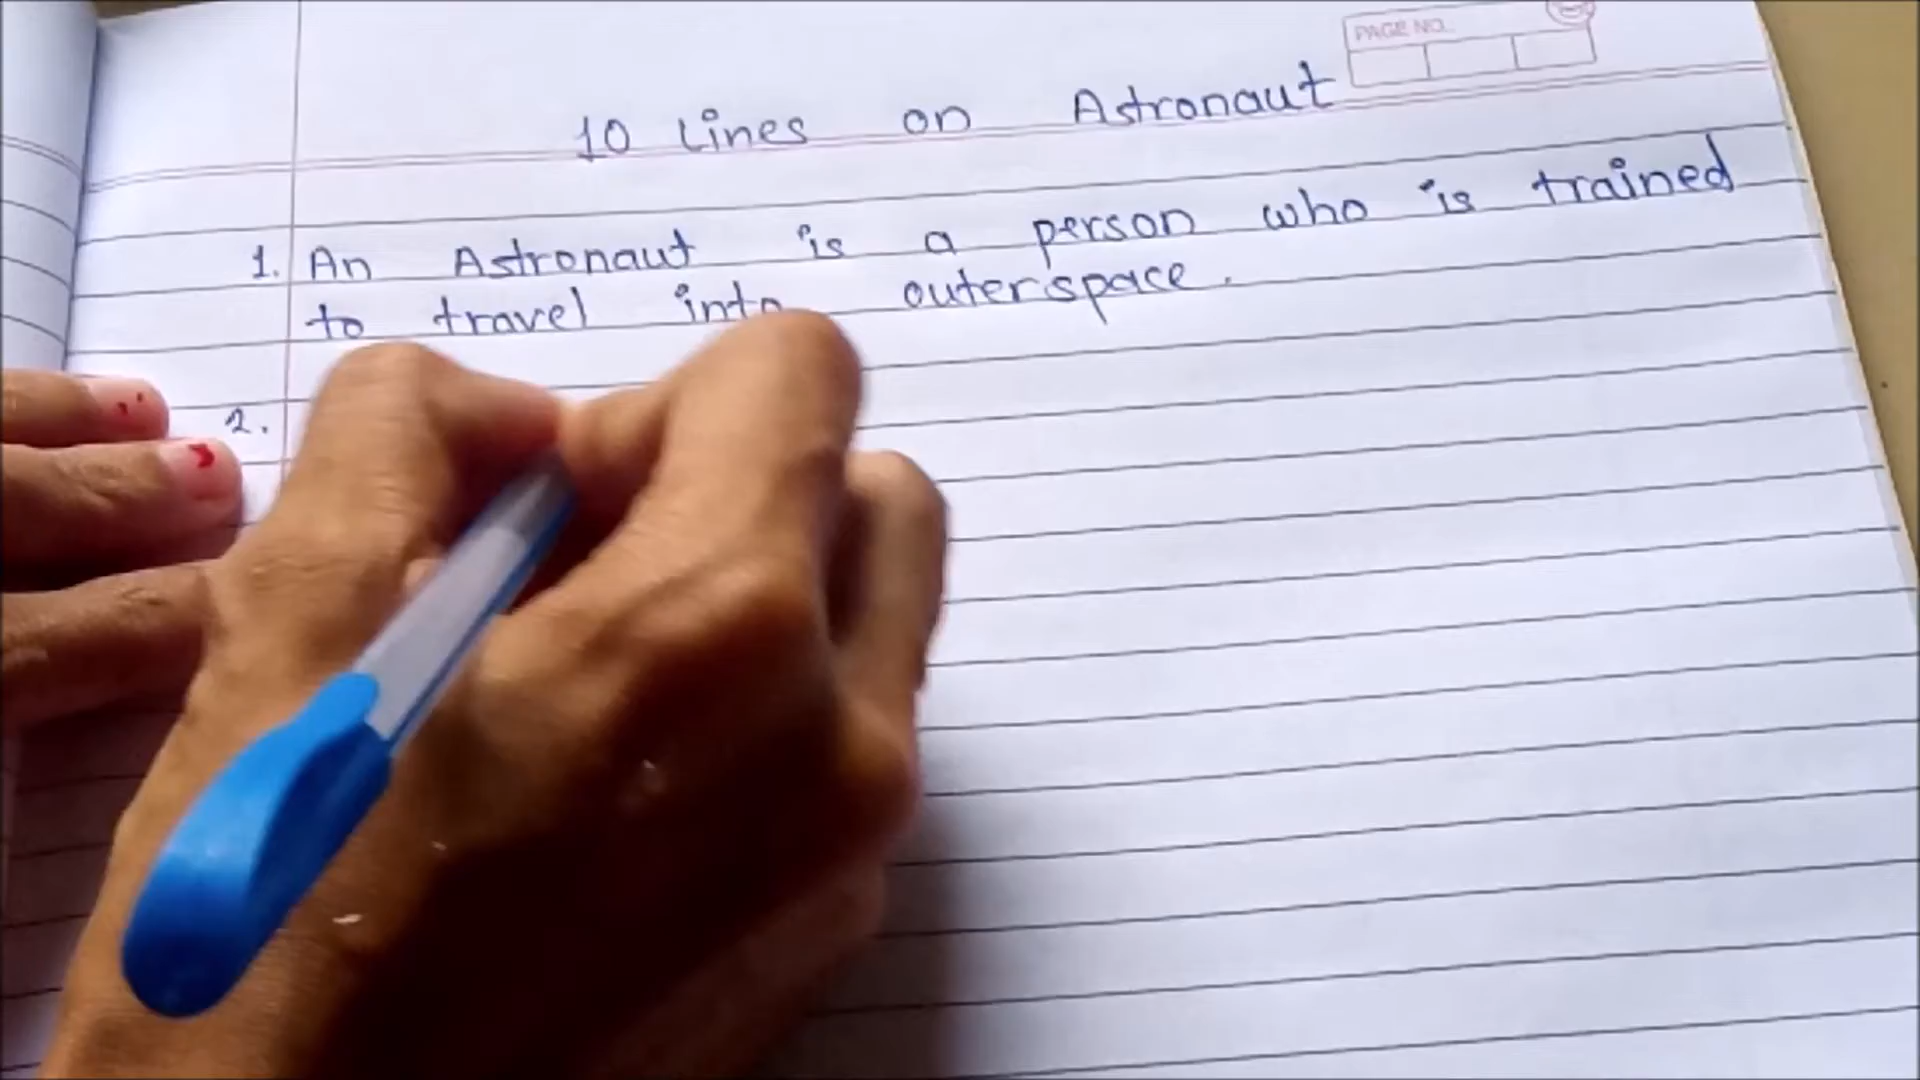 PAGE NO.
10 Lines on Astronaut
1. An Astronaut is a person who is trained
to travel into outerspace.
2.